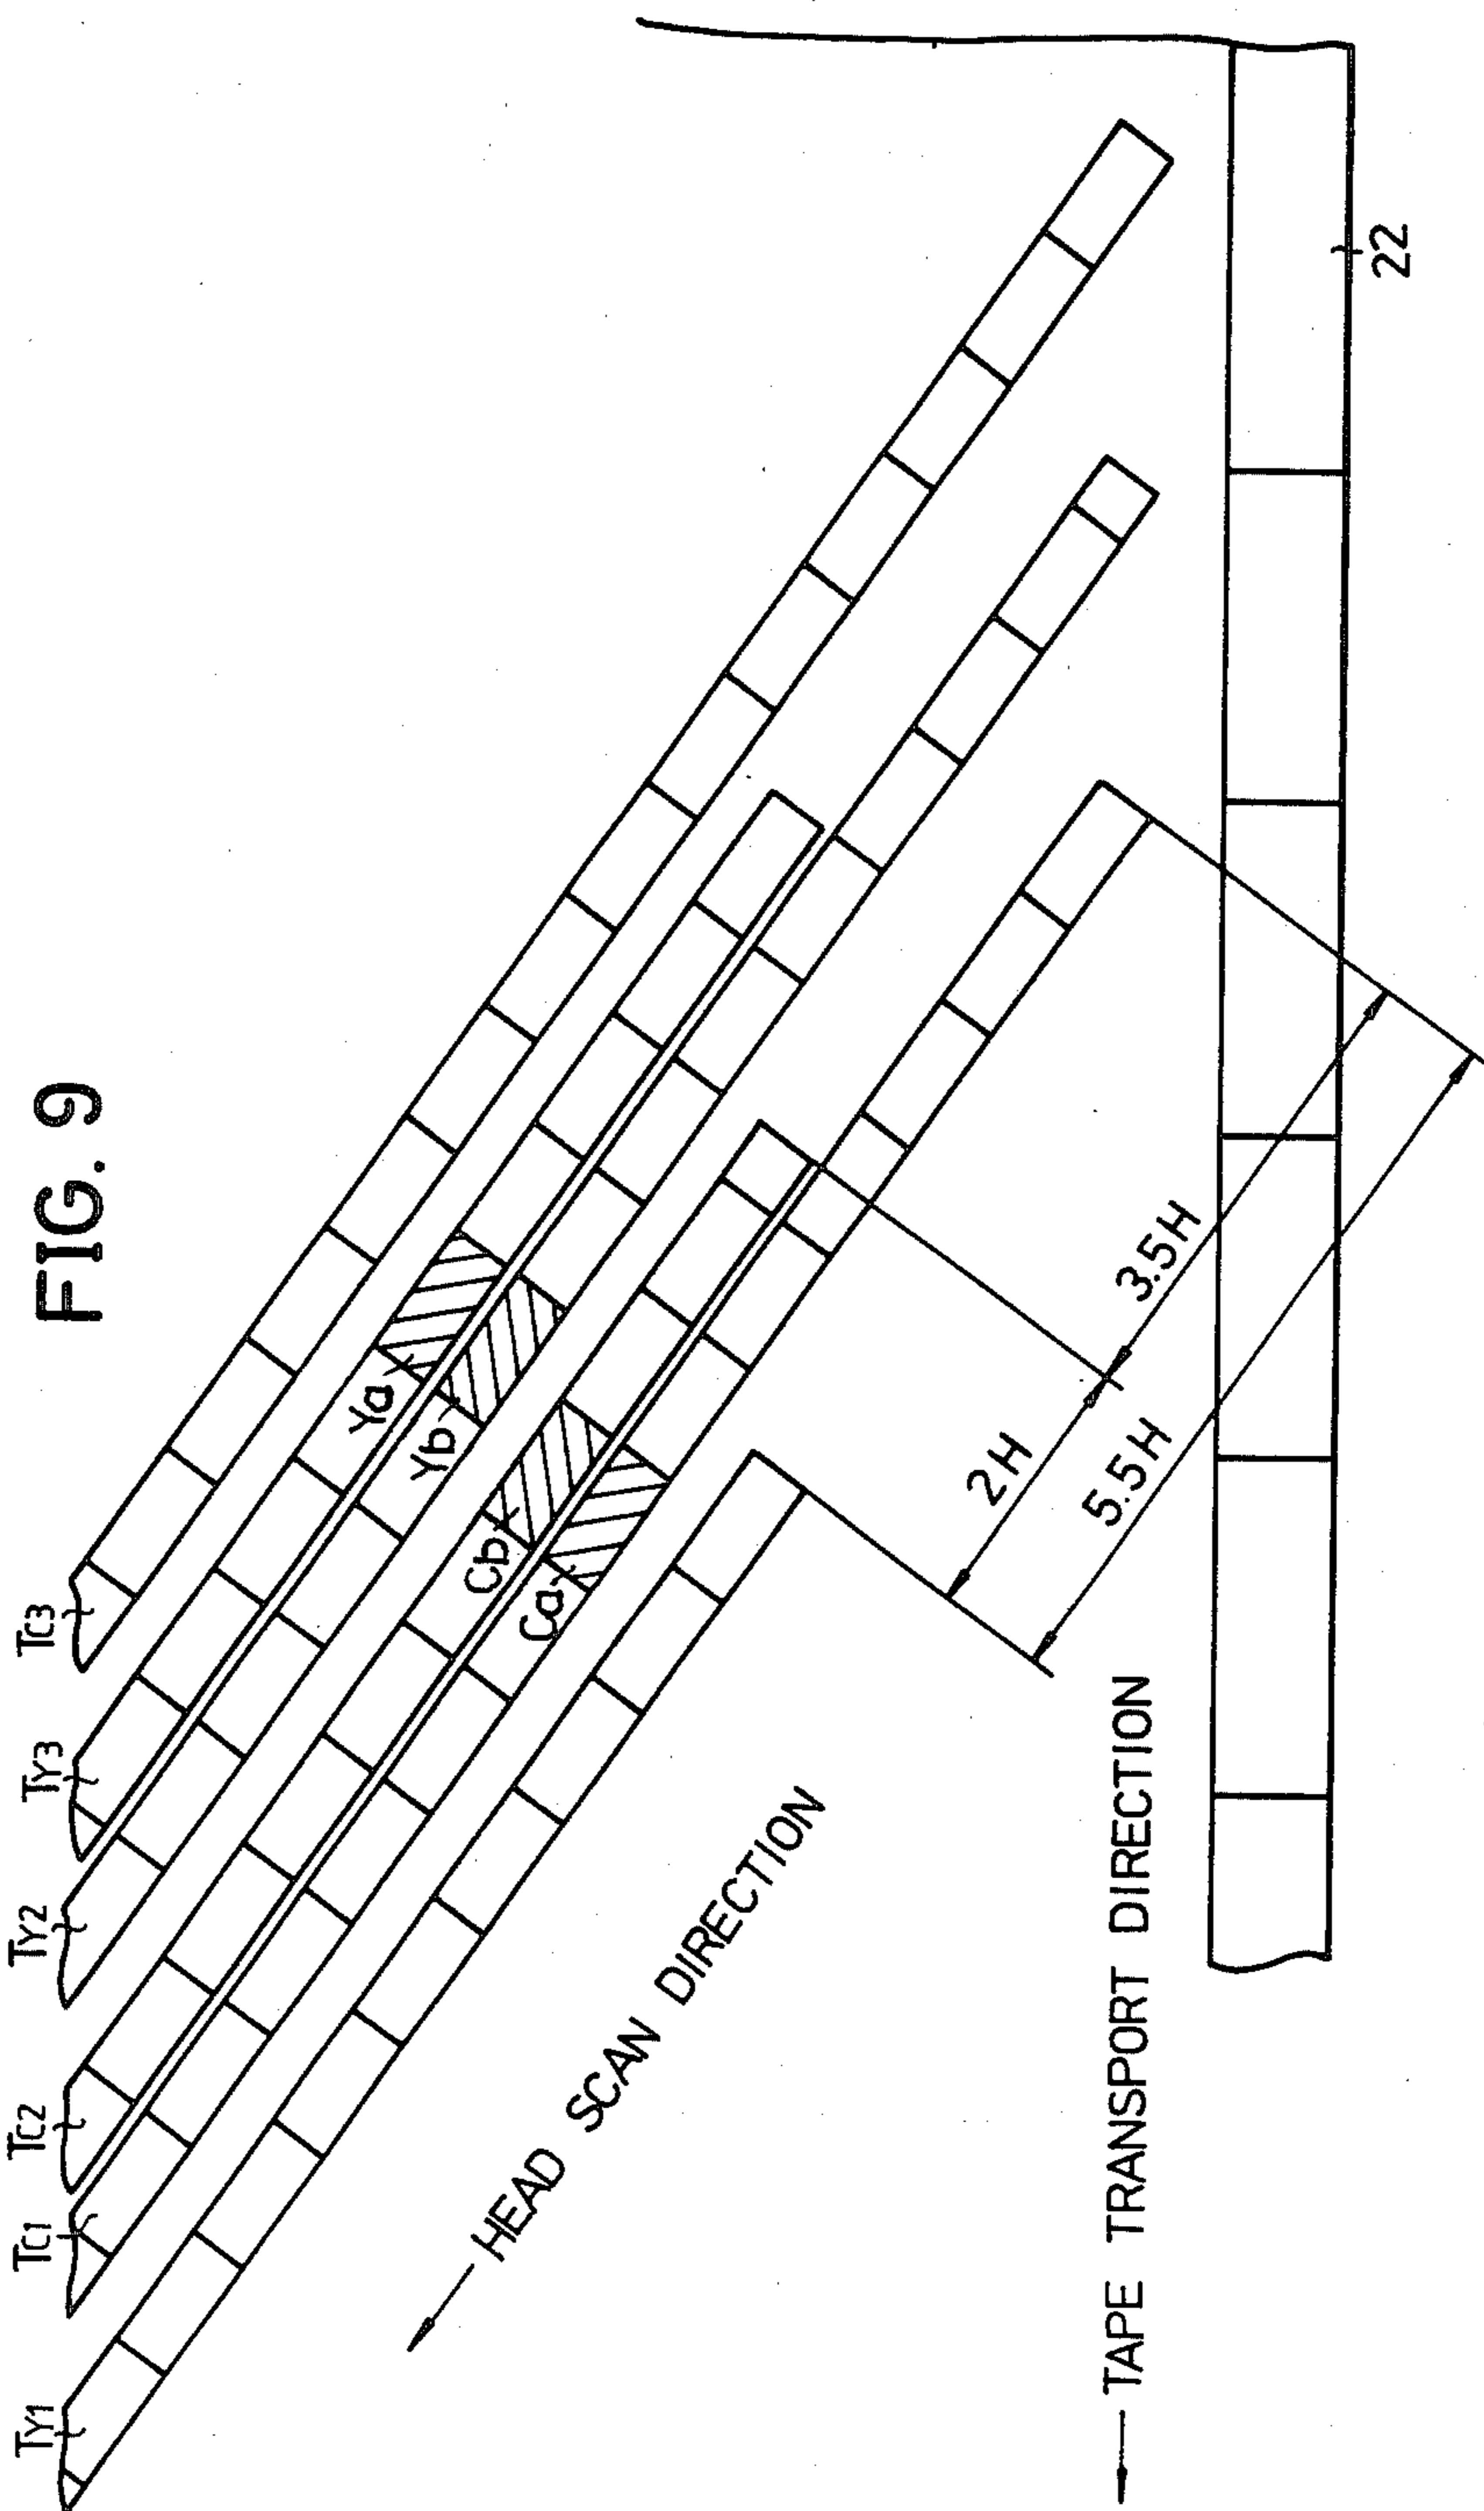 FIG. 9
TY1
TC1
TC2
TY2
TY3
TC3
Ya
Yb
Cb
Ca
2H
3.5H
5.5H
← HEAD SCAN DIRECTION
← TAPE TRANSPORT DIRECTION
22